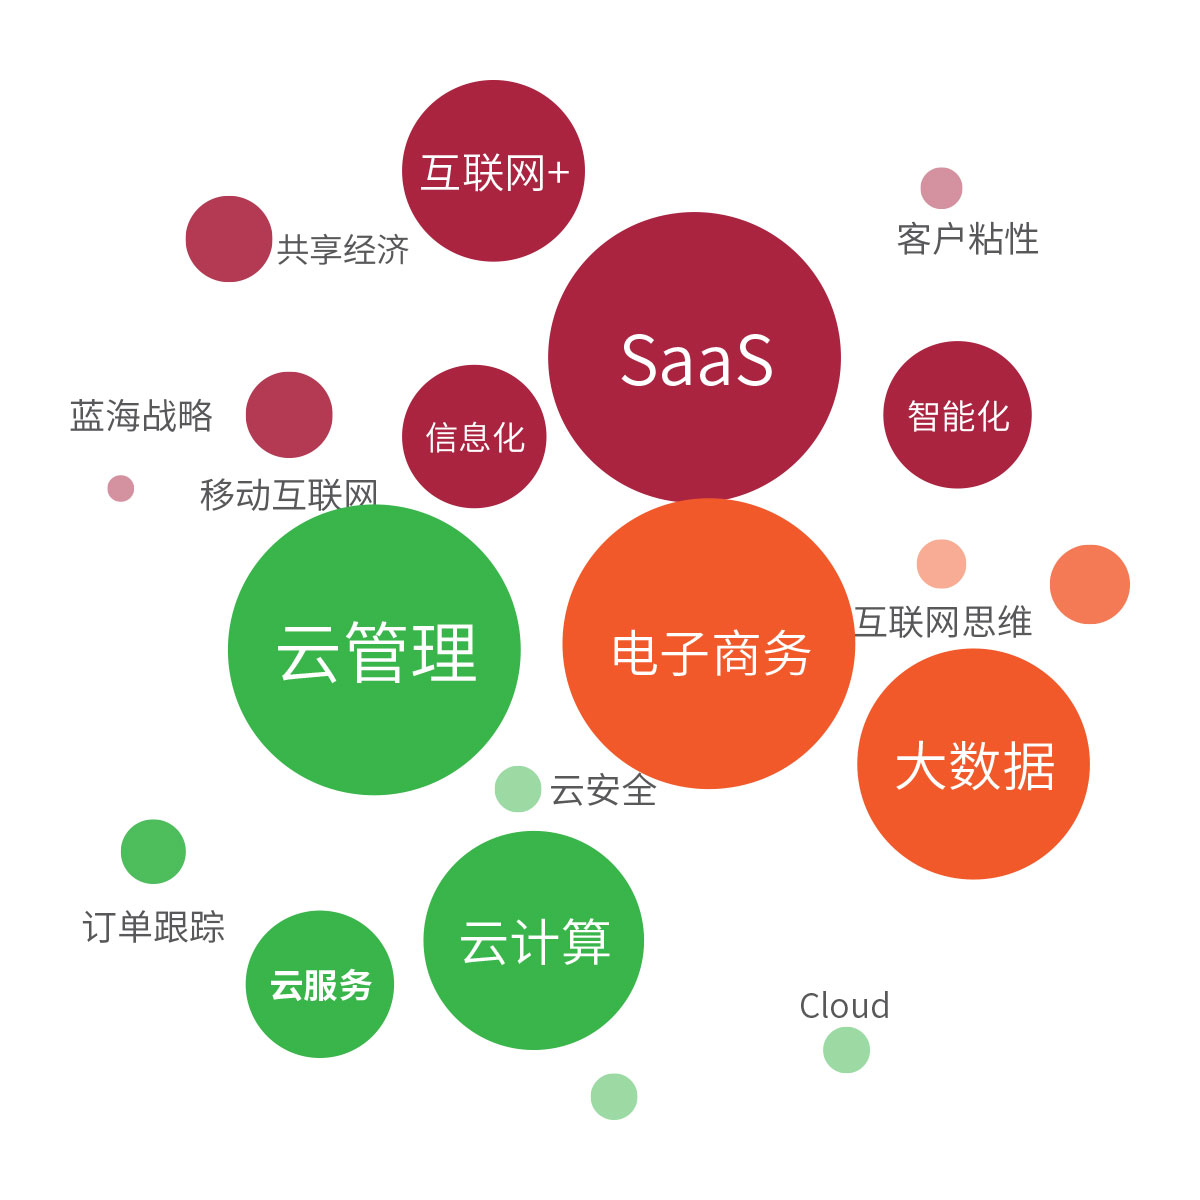 互联网+
客户粘性
共享经济
SaaS
蓝海战略
智能化
信息化
移动互联网
互联网思维
云管理
电子商务
大数据
云安全
订单跟踪
云计算
云服务
Cloud